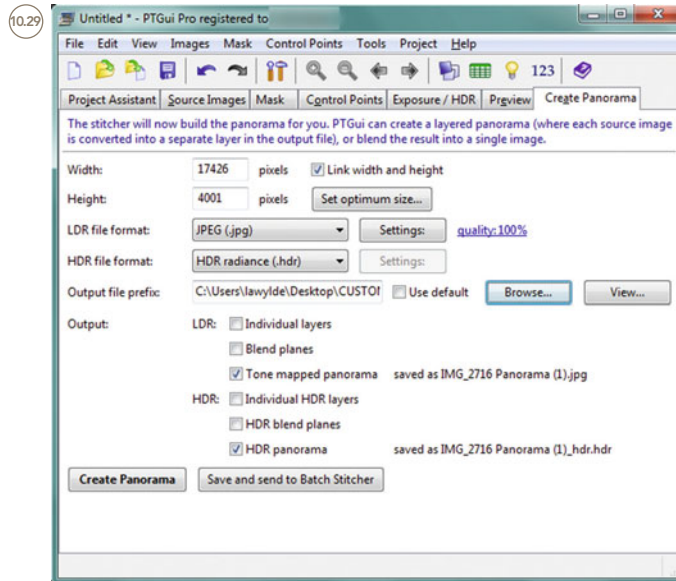 10.29
Untitled * - PTGui Pro registered to
File Edit View Images Mask Control Points Tools Project Help
123
Project Assistant Source Images Mask Control Points Exposure / HDR Preview Create Panorama
The stitcher will now build the panorama for you. PTGui can create a layered panorama (where each source image
is converted into a separate layer in the output file), or blend the result into a single image.
Width: 17426 pixels Link width and height
Height: 4001 pixels Set optimum size...
LDR file format: JPEG (.jpg) Settings: quality:100%
HDR file format: HDR radiance (.hdr) Settings:
Output file prefix: C:\Users\lawylde\Desktop\CUSTO Use default Browse... View...
Output: LDR: Individual layers
Blend planes
Tone mapped panorama saved as IMG_2716 Panorama (1).jpg
HDR: Individual HDR layers
HDR blend planes
HDR panorama saved as IMG_2716 Panorama (1)_hdr.hdr
Create Panorama Save and send to Batch Stitcher